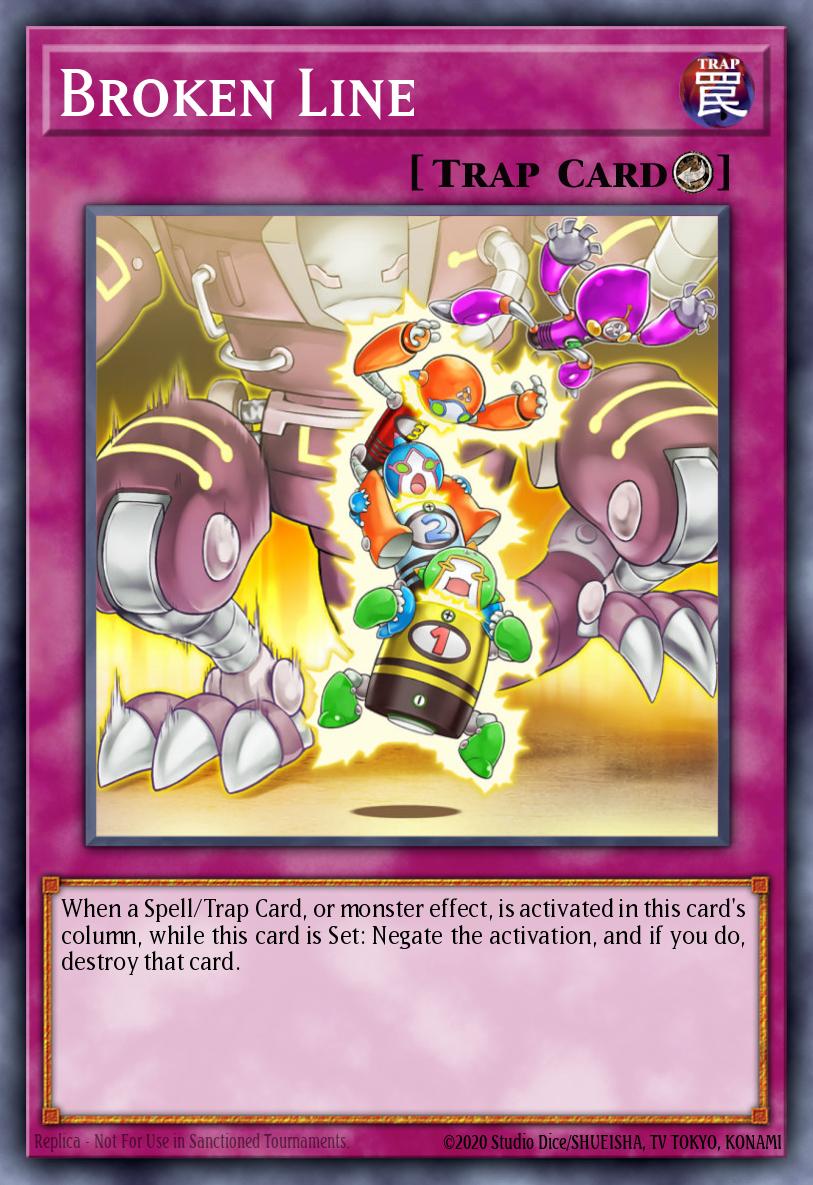 Broken Line
TRAP
罠
[ Trap Card ]
2
1
When a Spell/Trap Card, or monster effect, is activated in this card's
column, while this card is Set: Negate the activation, and if you do,
destroy that card.
Replica - Not For Use in Sanctioned Tournaments.
©2020 Studio Dice/SHUEISHA, TV TOKYO, KONAMI